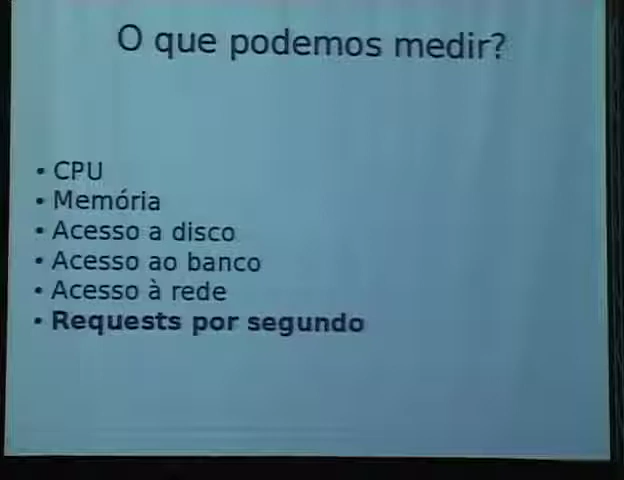 O que podemos medir?
• CPU
• Memória
• Acesso a disco
• Acesso ao banco
• Acesso à rede
• Requests por segundo